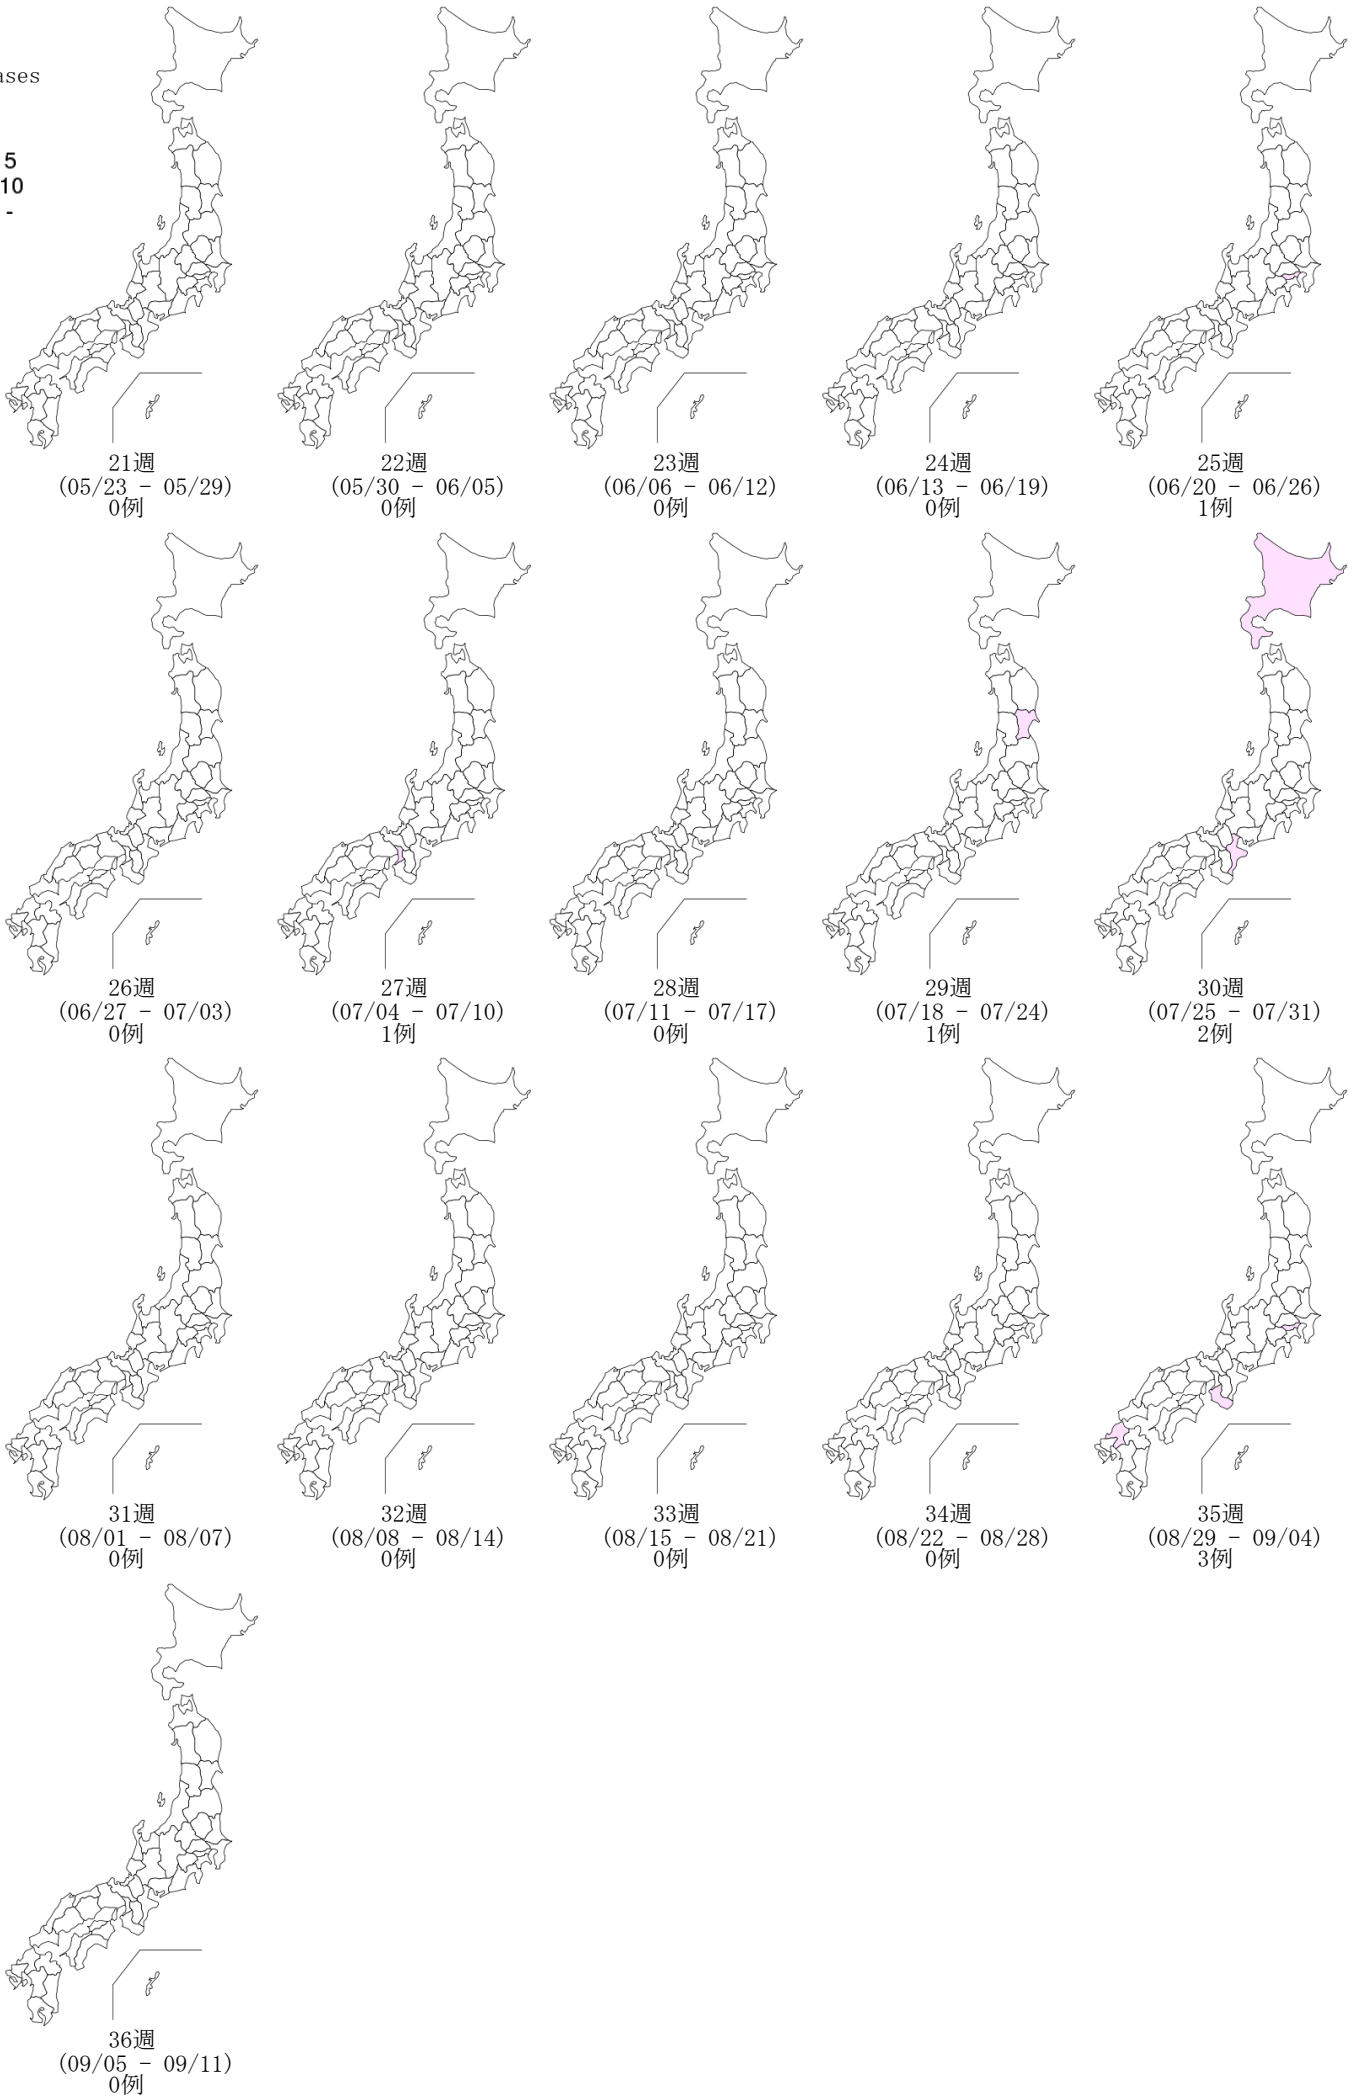 ases
5
10
-
21週
(05/23 - 05/29)
0例
22週
(05/30 - 06/05)
0例
23週
(06/06 - 06/12)
0例
24週
(06/13 - 06/19)
0例
25週
(06/20 - 06/26)
1例
26週
(06/27 - 07/03)
0例
27週
(07/04 - 07/10)
1例
28週
(07/11 - 07/17)
0例
29週
(07/18 - 07/24)
1例
30週
(07/25 - 07/31)
2例
31週
(08/01 - 08/07)
0例
32週
(08/08 - 08/14)
0例
33週
(08/15 - 08/21)
0例
34週
(08/22 - 08/28)
0例
35週
(08/29 - 09/04)
3例
36週
(09/05 - 09/11)
0例